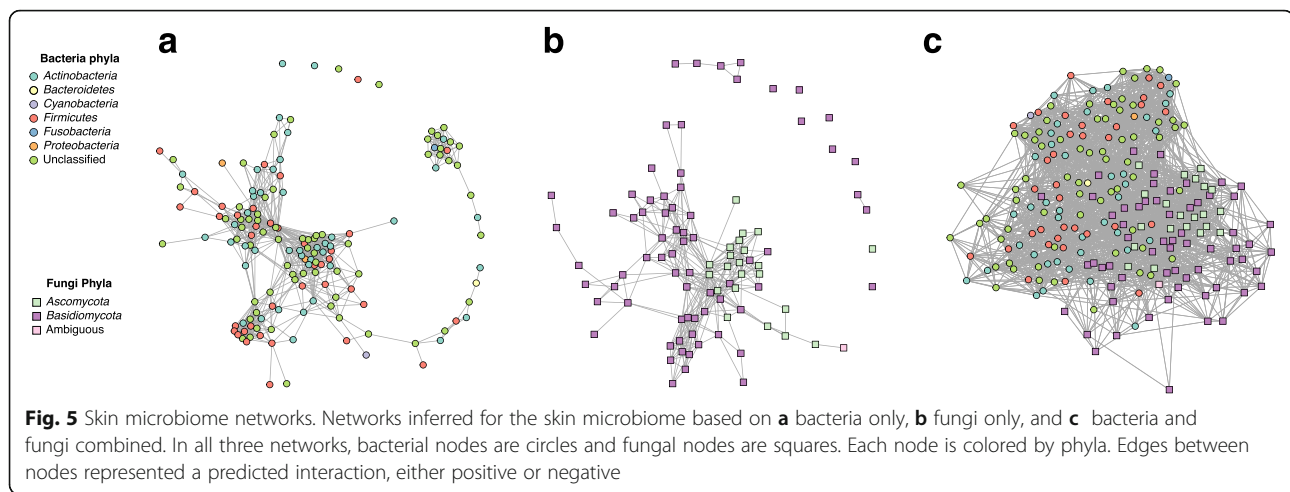 a
b
c
Bacteria phyla
Actinobacteria
Bacteroidetes
Cyanobacteria
Firmicutes
Fusobacteria
Proteobacteria
Unclassified
Fungi Phyla
Ascomycota
Basidiomycota
Ambiguous
Fig. 5 Skin microbiome networks. Networks inferred for the skin microbiome based on a bacteria only, b fungi only, and c bacteria and
fungi combined. In all three networks, bacterial nodes are circles and fungal nodes are squares. Each node is colored by phyla. Edges between
nodes represented a predicted interaction, either positive or negative